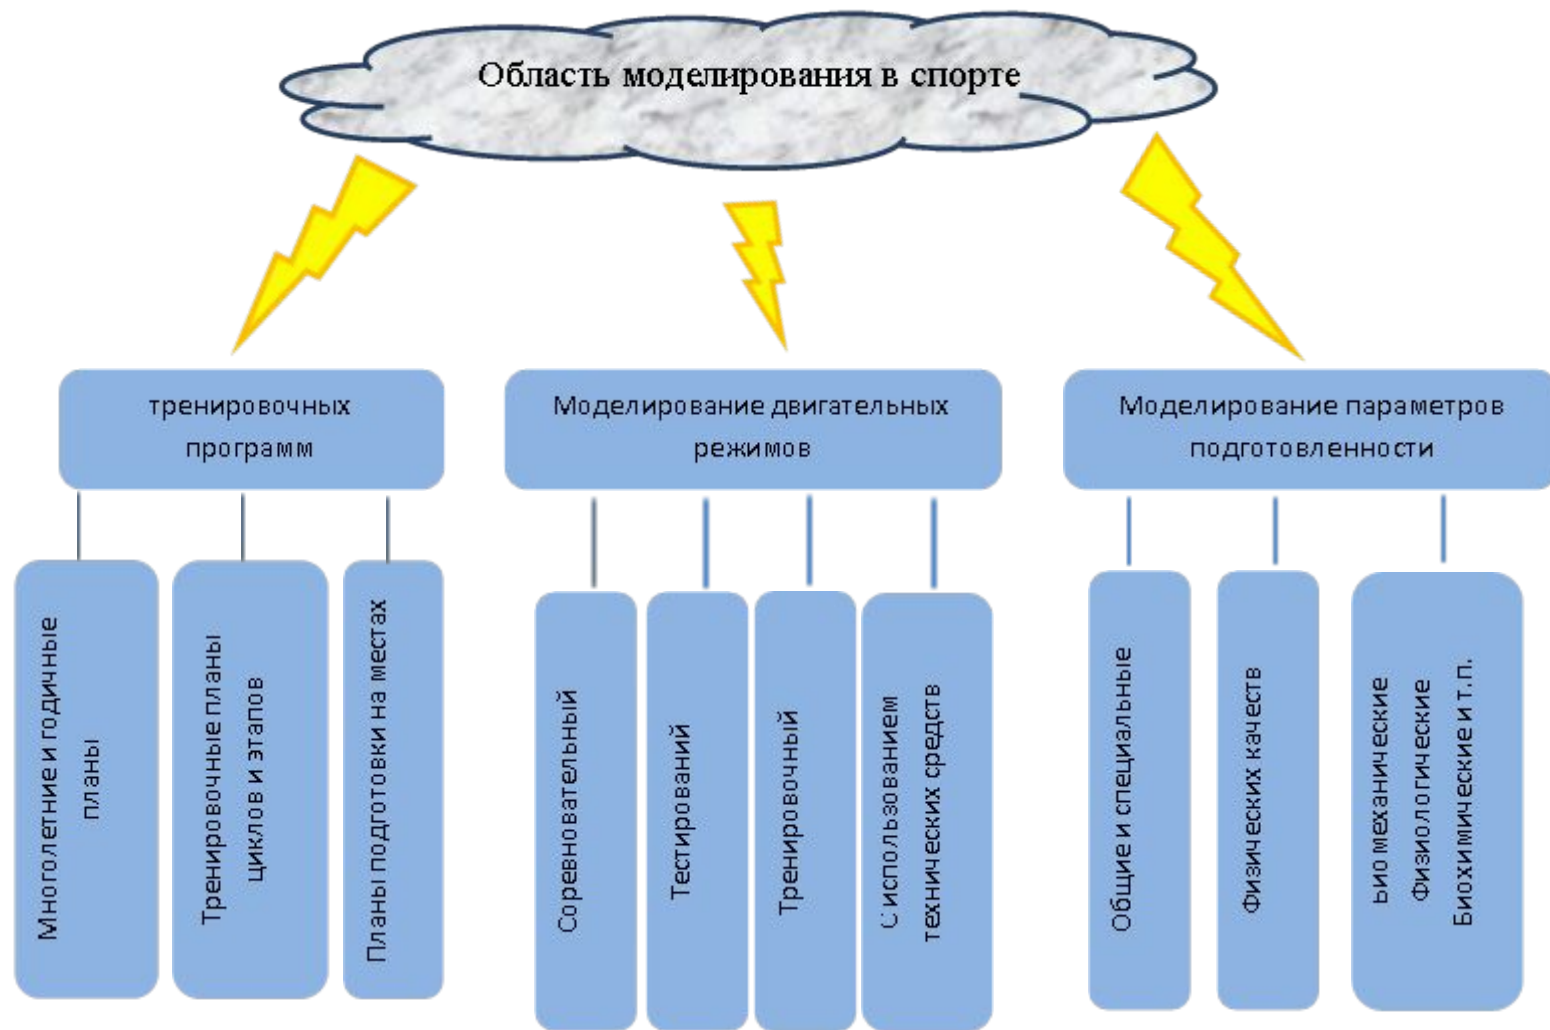 Область моделирования в спорте
тренировочных
программ
Моделирование двигательных
режимов
Моделирование параметров
подготовленности
Многолетние и годичные
планы
Тренировочные планы
циклов и этапов
Планы подготовки на местах
Соревновательный
Тестирований
Тренировочный
С использованием
технических средств
Общие и специальные
Физических качеств
Био механические
Физиологические
Биохимические и т.п.